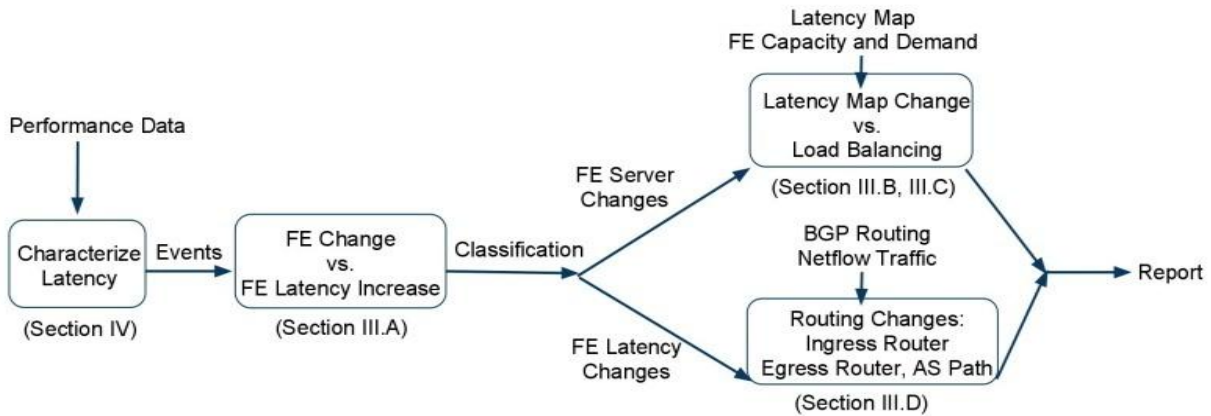 Performance Data
Characterize
Latency
(Section IV)
Events
FE Change
vs.
FE Latency Increase
(Section III.A)
Classification
FE Server
Changes
Latency Map
FE Capacity and Demand
Latency Map Change
vs.
Load Balancing
(Section III.B, III.C)
FE Latency
Changes
BGP Routing
Netflow Traffic
Routing Changes:
Ingress Router
Egress Router, AS Path
(Section III.D)
Report